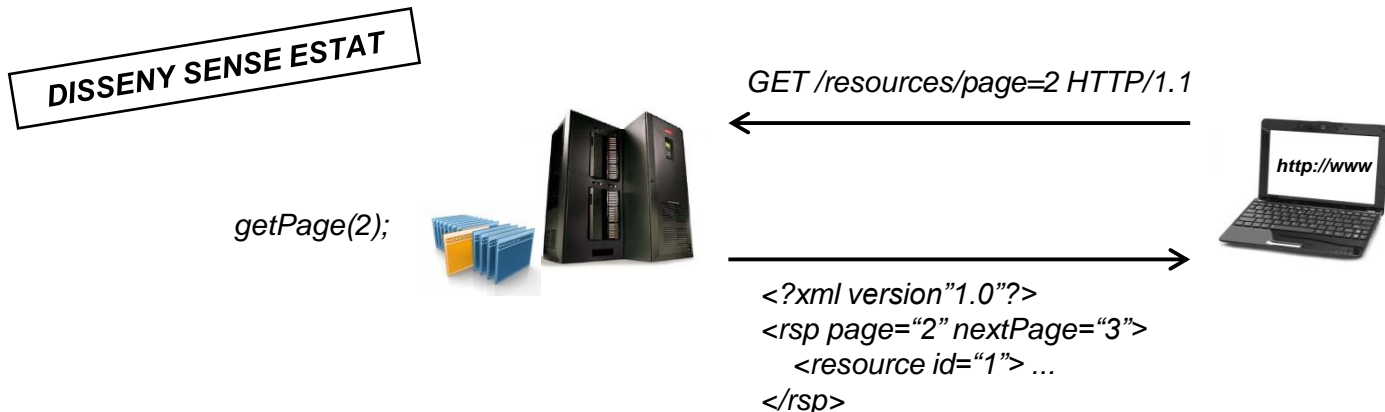 DISSENY SENSE ESTAT
GET /resources/page=2 HTTP/1.1
http://www
getPage(2);
<?xml version”1.0”?>
<rsp page=“2” nextPage=“3”>
<resource id=“1”> ...
</rsp>